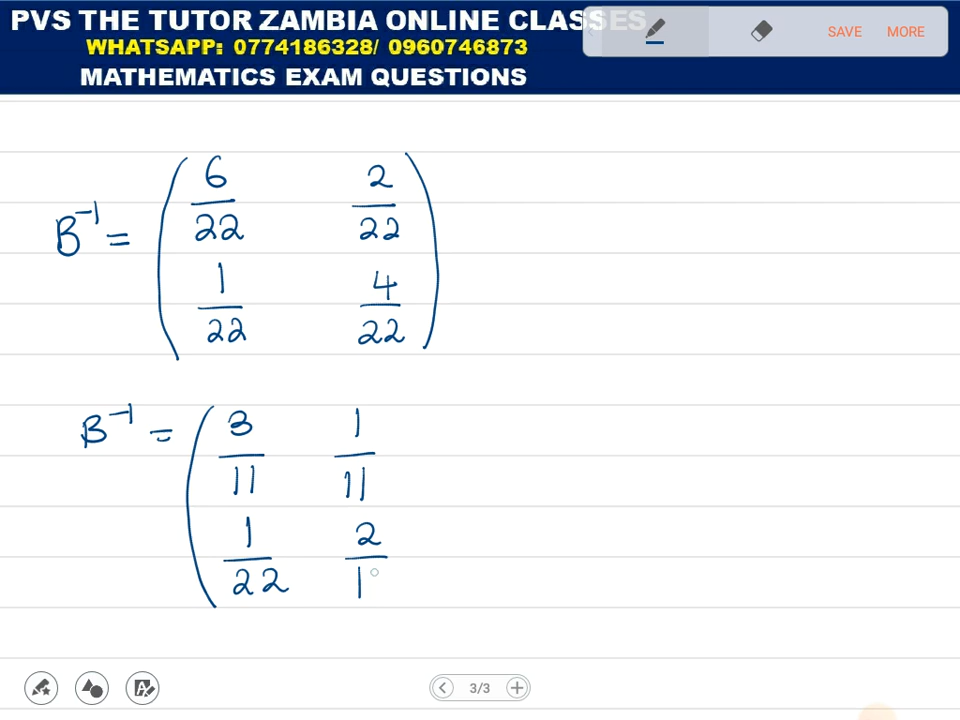 PVS THE TUTOR ZAMBIA ONLINE CLASSES
WHATSAPP: 0774186328/ 0960746873
MATHEMATICS EXAM QUESTIONS
SAVE MORE
6 2
B⁻¹ = 22 22
1 4
22 22
B⁻¹ = 3 1
11 11
1 2
22 1
3/3